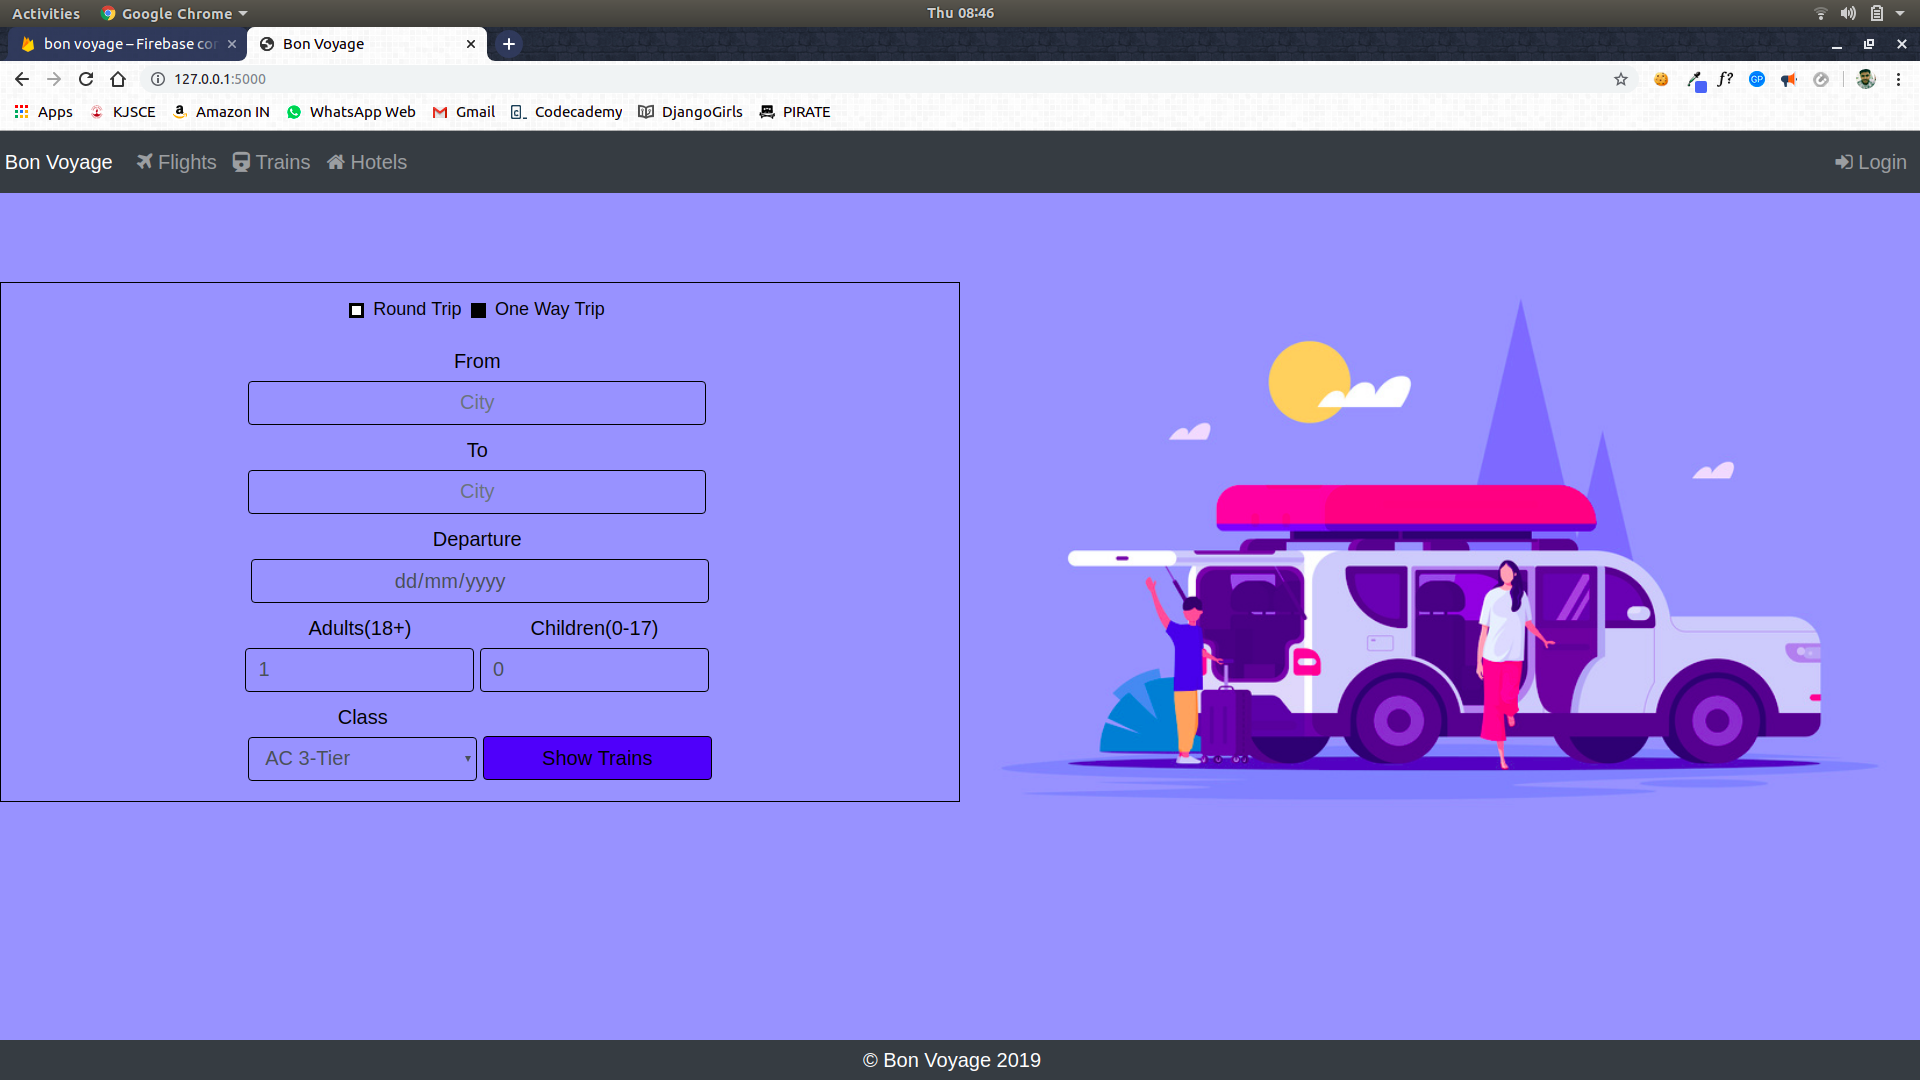 Activities Google Chrome Thu 08:46
bon voyage – Firebase cor Bon Voyage
127.0.0.1:5000 f? GP
Apps KJSCE Amazon IN WhatsApp Web Gmail Codecademy DjangoGirls PIRATE
Bon Voyage Flights Trains Hotels Login
Round Trip One Way Trip
From
City
To
City
Departure
dd/mm/yyyy
Adults(18+) Children(0-17)
1 0
Class
AC 3-Tier Show Trains
© Bon Voyage 2019